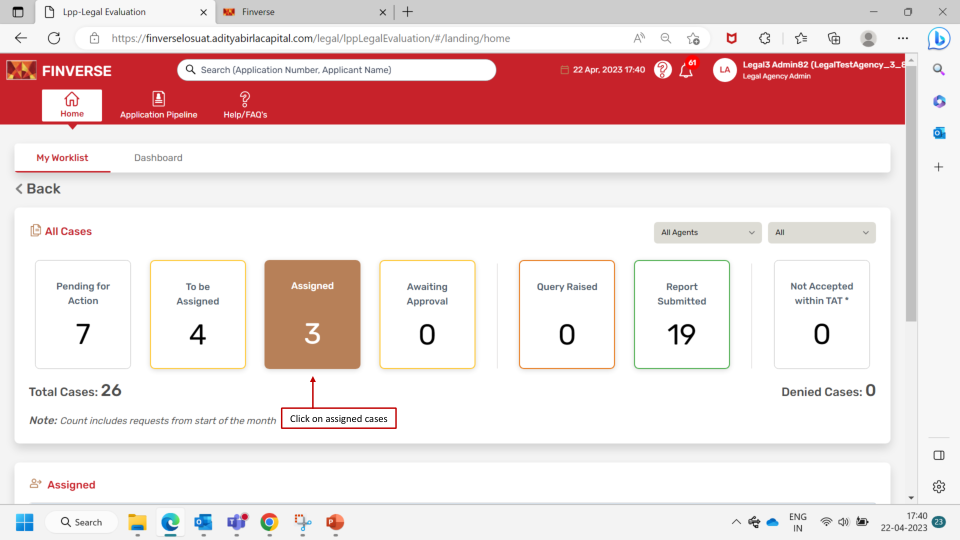 Lpp-Legal Evaluation
Finverse
https://finverselosuat.adityabirlacapital.com/legal/lppLegalEvaluation/#/landing/home
FINVERSE
Search (Application Number, Applicant Name)
22 Apr, 2023 17:40
61
LA
Legal3 Admin82 (LegalTestAgency_3_
Legal Agency Admin
Home
Application Pipeline
Help/FAQ's
My Worklist
Dashboard
Back
All Cases
All Agents
All
Pending for
Action
7
To be
Assigned
4
Assigned
3
Awaiting
Approval
0
Query Raised
0
Report
Submitted
19
Not Accepted
within TAT *
0
Total Cases: 26
Denied Cases: 0
Note: Count includes requests from start of the month
Click on assigned cases
Assigned
Search
ENG
IN
17:40
22-04-2023
23